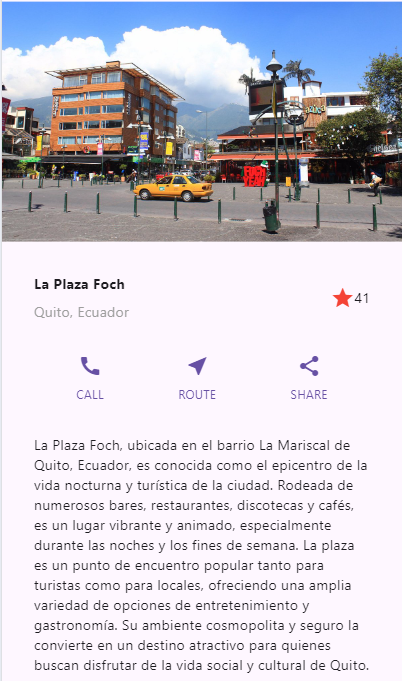 La Plaza Foch
Quito, Ecuador
41
CALL
ROUTE
SHARE
La Plaza Foch, ubicada en el barrio La Mariscal de
Quito, Ecuador, es conocida como el epicentro de la
vida nocturna y turística de la ciudad. Rodeada de
numerosos bares, restaurantes, discotecas y cafés,
es un lugar vibrante y animado, especialmente
durante las noches y los fines de semana. La plaza
es un punto de encuentro popular tanto para
turistas como para locales, ofreciendo una amplia
variedad de opciones de entretenimiento y
gastronomía. Su ambiente cosmopolita y seguro la
convierte en un destino atractivo para quienes
buscan disfrutar de la vida social y cultural de Quito.